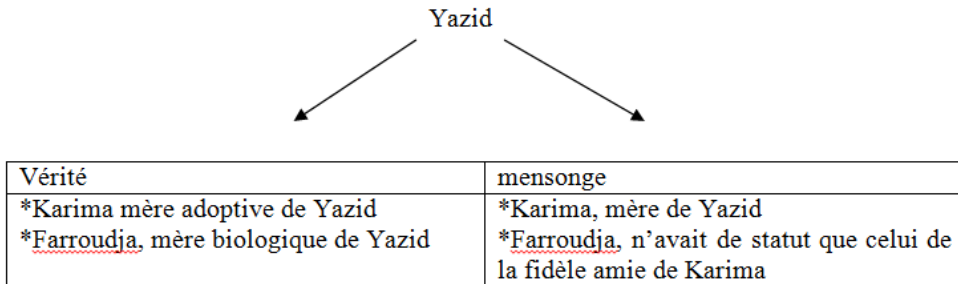 Yazid
Vérité
mensonge
*Karima mère adoptive de Yazid
*Farroudja, mère biologique de Yazid
*Karima, mère de Yazid
*Farroudja, n’avait de statut que celui de
la fidèle amie de Karima